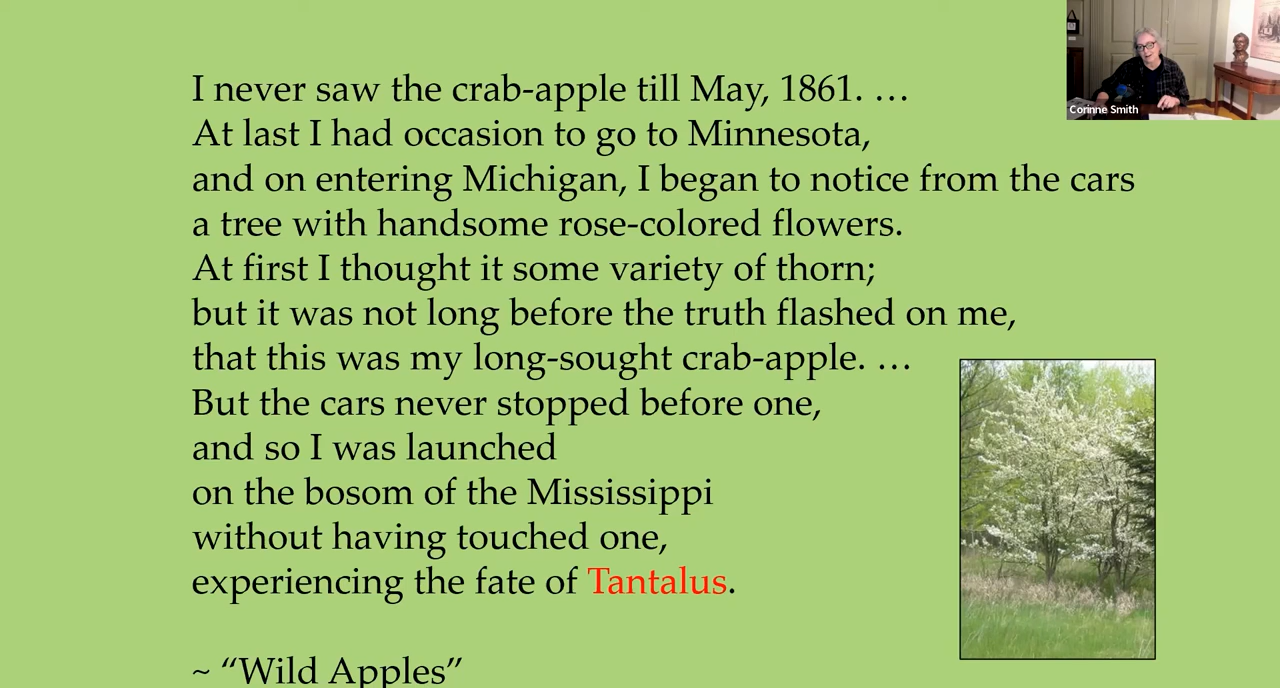 I never saw the crab-apple till May, 1861. …
At last I had occasion to go to Minnesota,
and on entering Michigan, I began to notice from the cars
a tree with handsome rose-colored flowers.
At first I thought it some variety of thorn;
but it was not long before the truth flashed on me,
that this was my long-sought crab-apple. …
But the cars never stopped before one,
and so I was launched
on the bosom of the Mississippi
without having touched one,
experiencing the fate of Tantalus.
~ “Wild Apples”
Corinne Smith